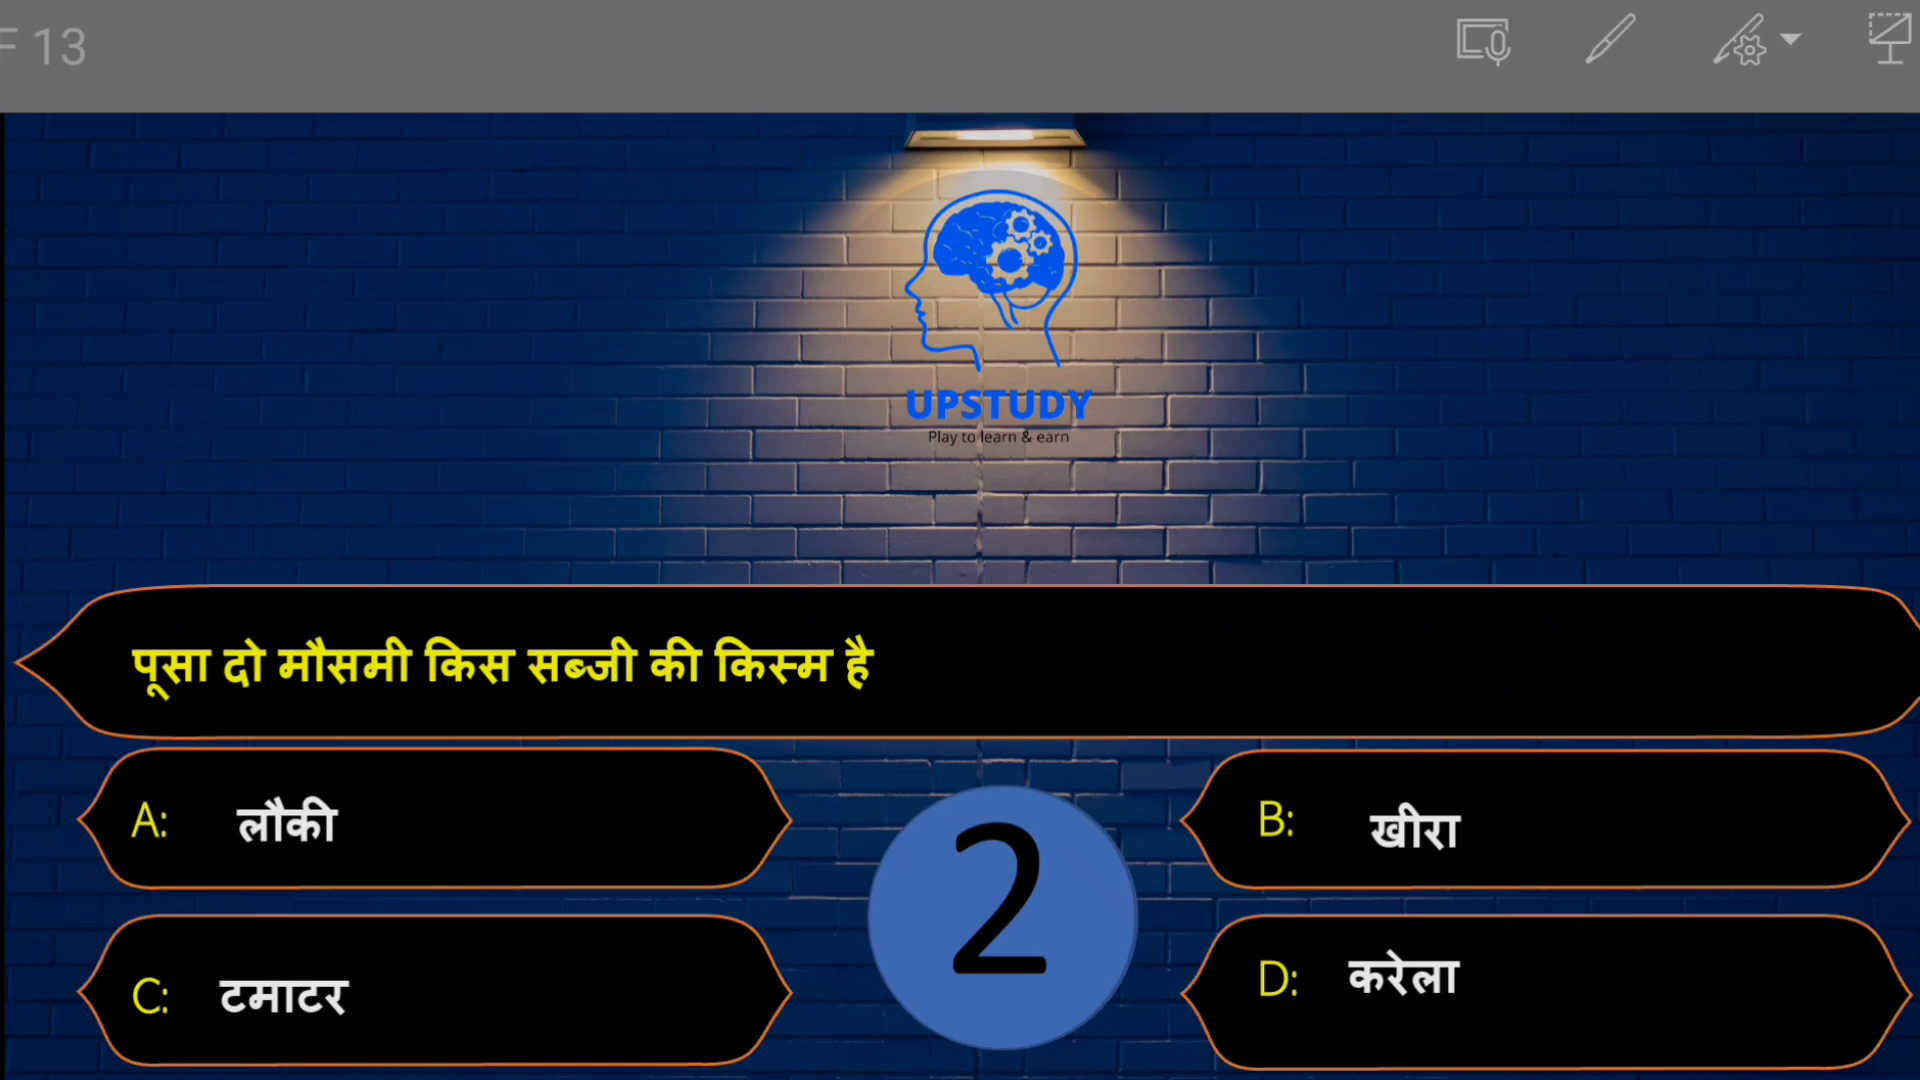 F 13
UPSTUDY
Play to learn & earn
पूसा दो मौसमी किस सब्जी की किस्म है
A: लौकी
B: खीरा
2
C: टमाटर
D: करेला